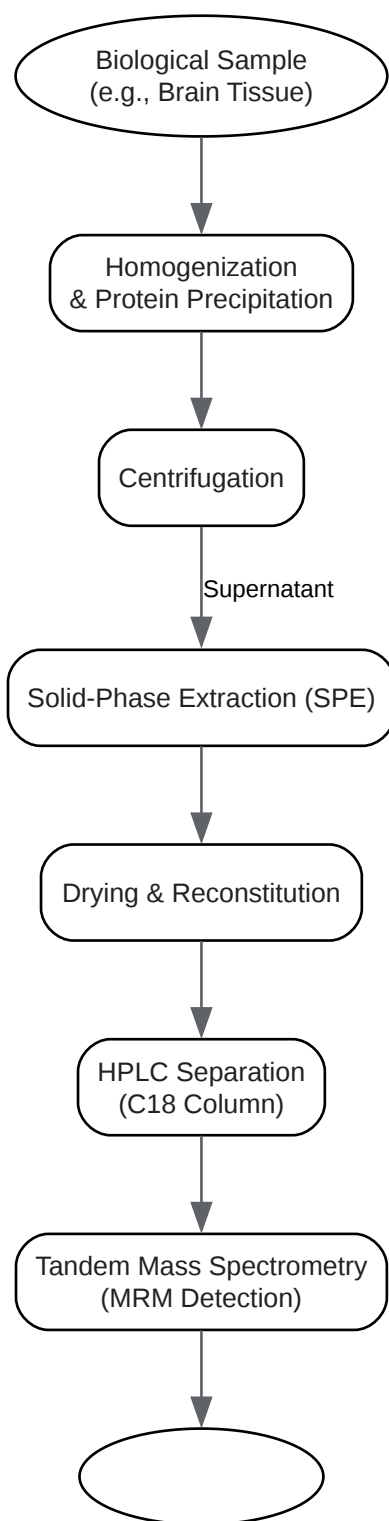 Biological Sample
(e.g., Brain Tissue)
Homogenization
& Protein Precipitation
Centrifugation
Supernatant
Solid-Phase Extraction (SPE)
Drying & Reconstitution
HPLC Separation
(C18 Column)
Tandem Mass Spectrometry
(MRM Detection)